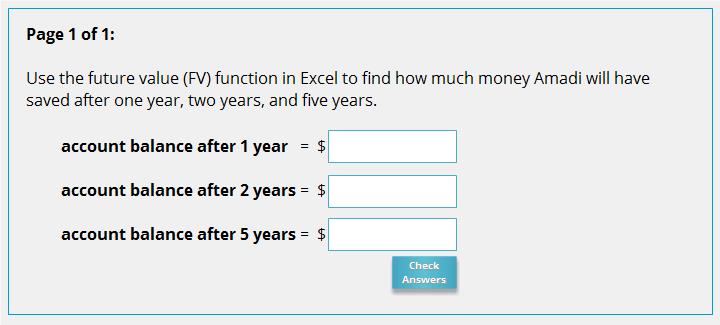 Page 1 of 1:
Use the future value (FV) function in Excel to find how much money Amadi will have
saved after one year, two years, and five years.
account balance after 1 year = $
account balance after 2 years = $
account balance after 5 years = $
Check
Answers